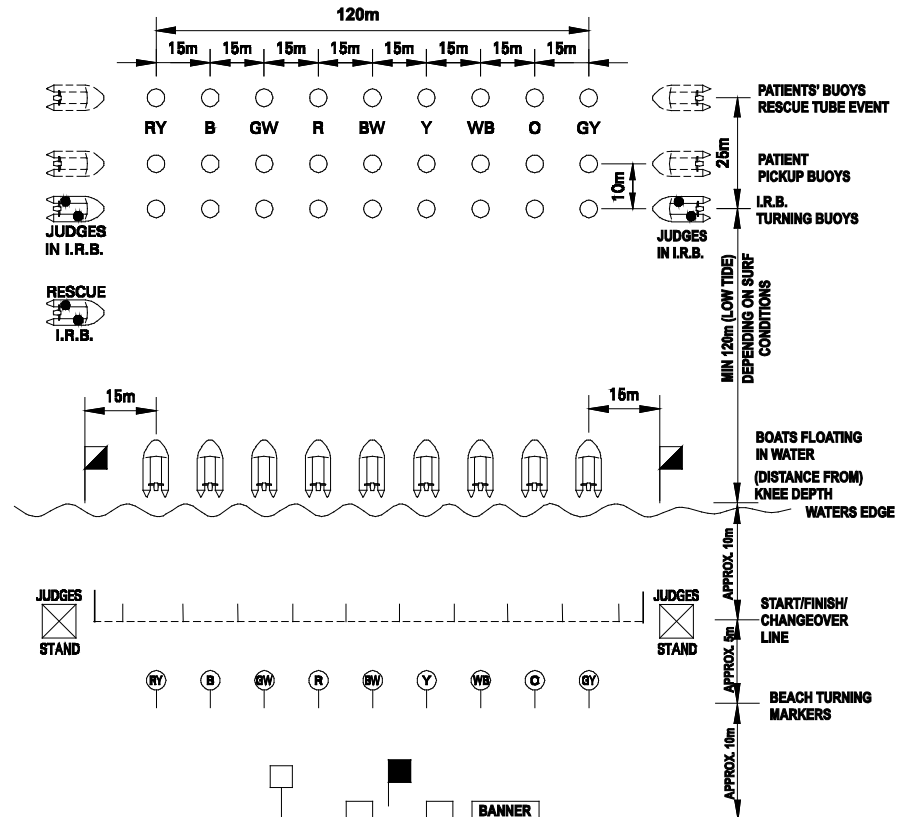 120m
15m 15m 15m 15m 15m 15m 15m 15m
PATIENTS' BUOYS
RESCUE TUBE EVENT
RY B GW R BW Y WB O GY
25m
PATIENT
PICKUP BUOYS
10m
I.R.B.
TURNING BUOYS
JUDGES
IN I.R.B.
JUDGES
IN I.R.B.
RESCUE
I.R.B.
MIN 120m (LOW TIDE)
DEPENDING ON SURF
CONDITIONS
15m 15m
BOATS FLOATING
IN WATER
(DISTANCE FROM)
KNEE DEPTH
WATERS EDGE
APPROX. 10m
JUDGES
STAND
JUDGES
STAND
START/FINISH/
CHANGEOVER
LINE
APPROX. 5m
RY B GW R BW Y WB O GY
BEACH TURNING
MARKERS
APPROX. 10m
BANNER